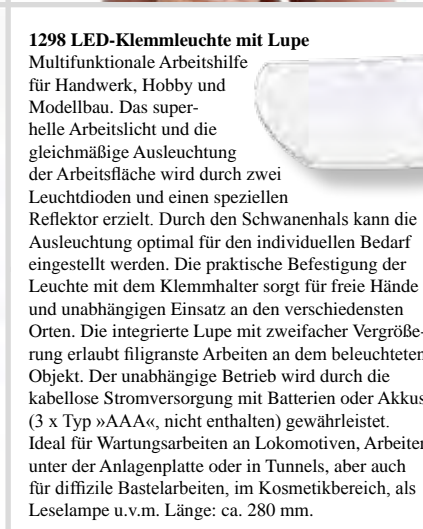 1298 LED-Klemmleuchte mit Lupe
Multifunktionale Arbeitshilfe
für Handwerk, Hobby und
Modellbau. Das super-
helle Arbeitslicht und die
gleichmäßige Ausleuchtung
der Arbeitsfläche wird durch zwei
Leuchtdioden und einen speziellen
Reflektor erzielt. Durch den Schwanenhals kann die
Ausleuchtung optimal für den individuellen Bedarf
eingestellt werden. Die praktische Befestigung der
Leuchte mit dem Klemmhalter sorgt für freie Hände
und unabhängigen Einsatz an den verschiedensten
Orten. Die integrierte Lupe mit zweifacher Vergröße-
rung erlaubt filigranste Arbeiten an dem beleuchteten
Objekt. Der unabhängige Betrieb wird durch die
kabellose Stromversorgung mit Batterien oder Akkus
(3 x Typ »AAA«, nicht enthalten) gewährleistet.
Ideal für Wartungsarbeiten an Lokomotiven, Arbeiten
unter der Anlagenplatte oder in Tunnels, aber auch
für diffizile Bastelarbeiten, im Kosmetikbereich, als
Leselampe u.v.m. Länge: ca. 280 mm.